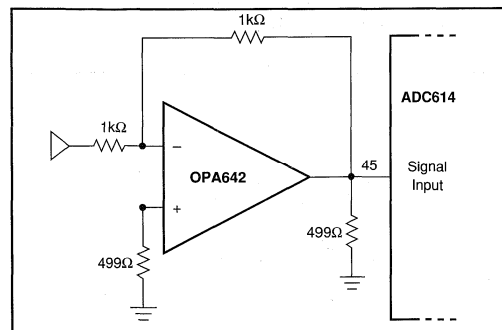 1kΩ
ADC614
1kΩ
−
OPA642
45
Signal
Input
+
499Ω
499Ω